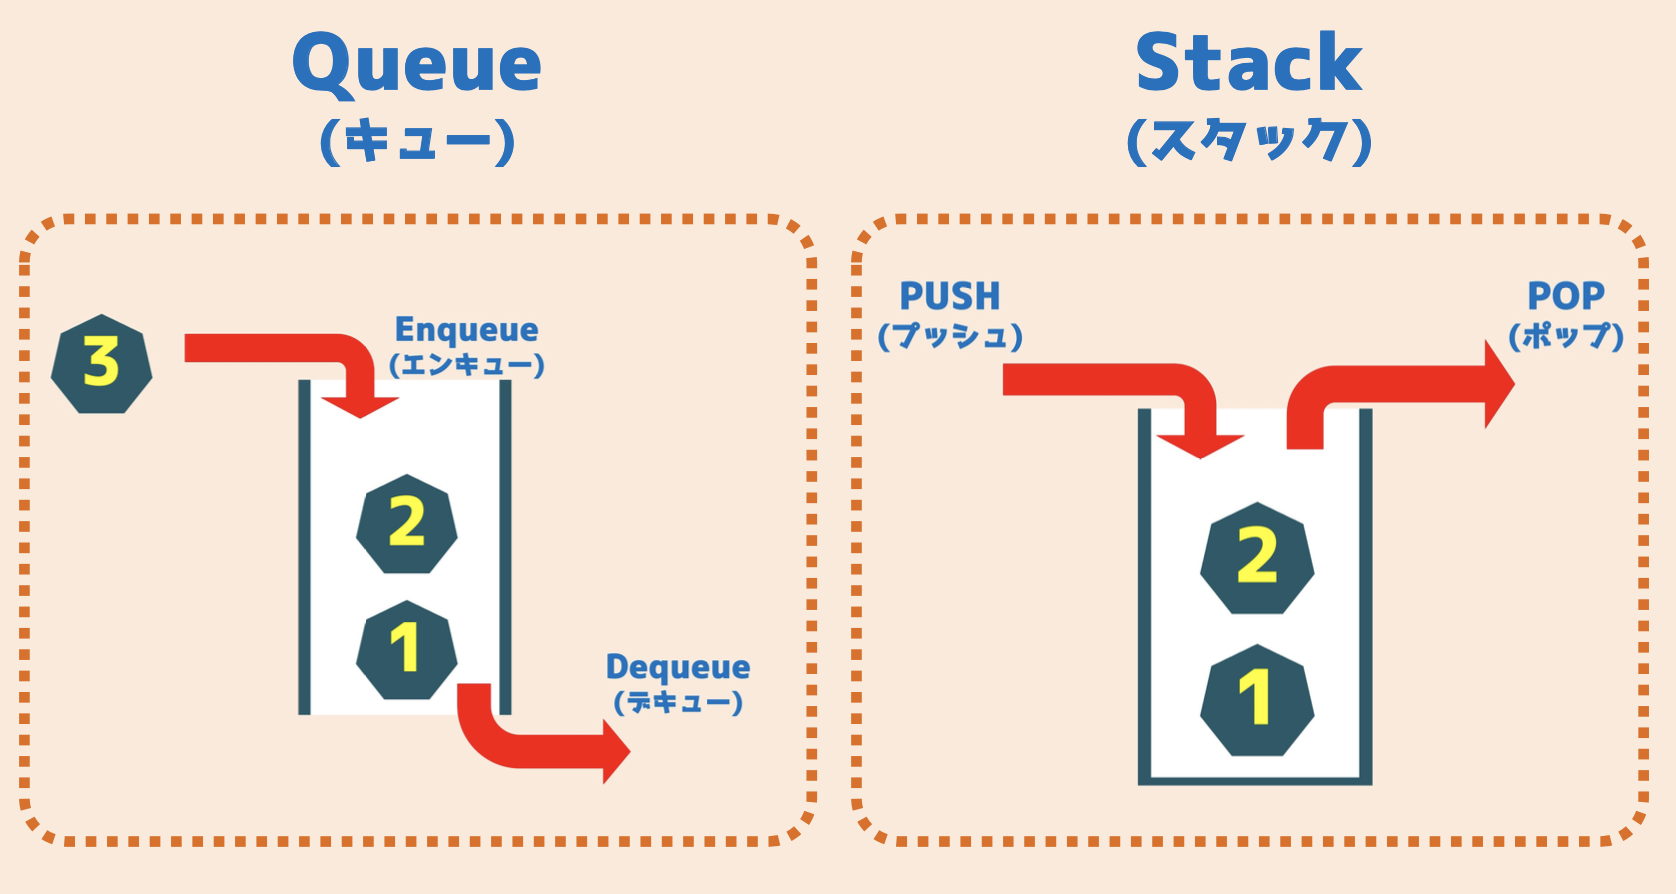 Queue
(キュー)
3
Enqueue
(エンキュー)
2
1
Dequeue
(デキュー)
Stack
(スタック)
PUSH
(プッシュ)
POP
(ポップ)
2
1